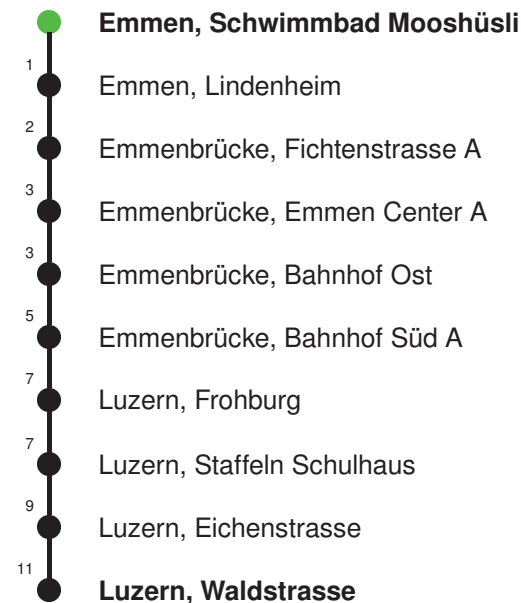 Emmen, Schwimmbad Mooshüsli
1 Emmen, Lindenheim
2 Emmenbrücke, Fichtenstrasse A
3 Emmenbrücke, Emmen Center A
3 Emmenbrücke, Bahnhof Ost
5 Emmenbrücke, Bahnhof Süd A
7 Luzern, Frohburg
7 Luzern, Staffeln Schulhaus
9 Luzern, Eichenstrasse
11 Luzern, Waldstrasse